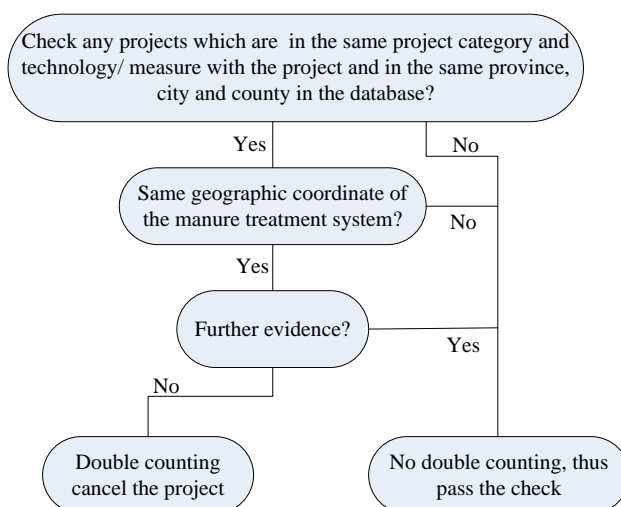 Check any projects which are in the same project category and
technology/ measure with the project and in the same province,
city and county in the database?
Yes
No
Same geographic coordinate of
the manure treatment system?
No
Yes
Further evidence?
Yes
No
Double counting
cancel the project
No double counting, thus
pass the check